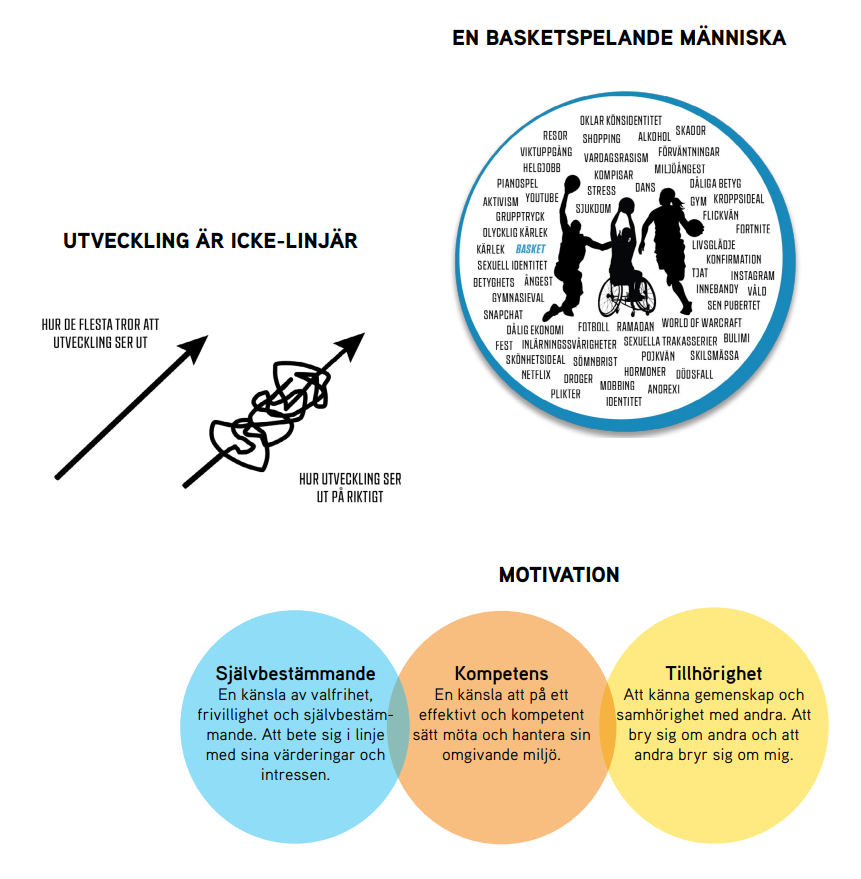 EN BASKETSPELANDE MÄNNISKA
OKLAR KÖNSIDENTITET
RESOR SHOPPING ALKOHOL SKADOR
VIKTUPPGÅNG VARDAGSRASISM FÖRVÄNTNINGAR
HELGJOBB KOMPISAR MILJÖÅNGEST
PIANOSPEL STRESS DANS DÅLIGA BETYG
AKTIVISM YOUTUBE SJUKDOM GYM KROPPSIDEAL
GRUPPTRYCK FLICKVÄN
OLYCKLIG KÄRLEK FORTNITE
KÄRLEK BASKET LIVSGLÄDJE
SEXUELL IDENTITET KONFIRMATION
BETYGHETS ÅNGEST TJAT INSTAGRAM
GYMNASIEVAL INNEBANDY VÅLD
SNAPCHAT SEN PUBERTET
DÅLIG EKONOMI FOTBOLL RAMADAN WORLD OF WARCRAFT
FEST INLÄRNINGSSVÅRIGHETER SEXUELLA TRAKASSERIER BULIMI
SKÖNHETSIDEAL SÖMNBRIST POJKVÄN SKILSMÄSSA
NETFLIX DROGER HORMONER DÖDSFALL
PLIKTER MOBBING ANOREXI
IDENTITET
UTVECKLING ÄR ICKE-LINJÄR
HUR DE FLESTA TROR ATT
UTVECKLING SER UT
HUR UTVECKLING SER
UT PÅ RIKTIGT
MOTIVATION
Självbestämmande
En känsla av valfrihet,
frivillighet och självbestäm-
mande. Att bete sig i linje
med sina värderingar och
intressen.
Kompetens
En känsla att på ett
effektivt och kompetent
sätt möta och hantera sin
omgivande miljö.
Tillhörighet
Att känna gemenskap och
samhörighet med andra. Att
bry sig om andra och att
andra bryr sig om mig.